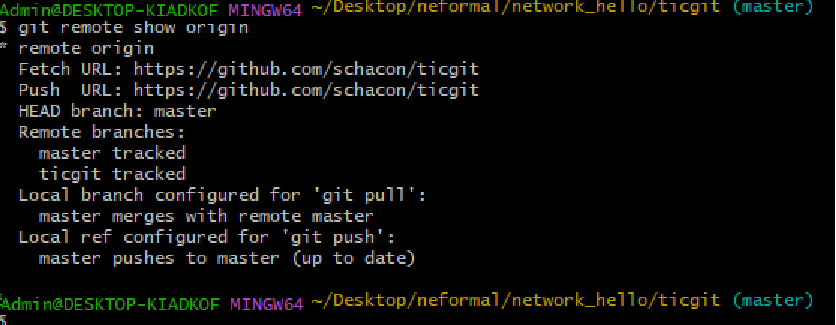 Admin@DESKTOP-KIADKOF MINGW64 ~/Desktop/neformal/network_hello/ticgit (master)
$ git remote show origin
* remote origin
  Fetch URL: https://github.com/schacon/ticgit
  Push  URL: https://github.com/schacon/ticgit
  HEAD branch: master
  Remote branches:
    master tracked
    ticgit tracked
  Local branch configured for 'git pull':
    master merges with remote master
  Local ref configured for 'git push':
    master pushes to master (up to date)

Admin@DESKTOP-KIADKOF MINGW64 ~/Desktop/neformal/network_hello/ticgit (master)
$